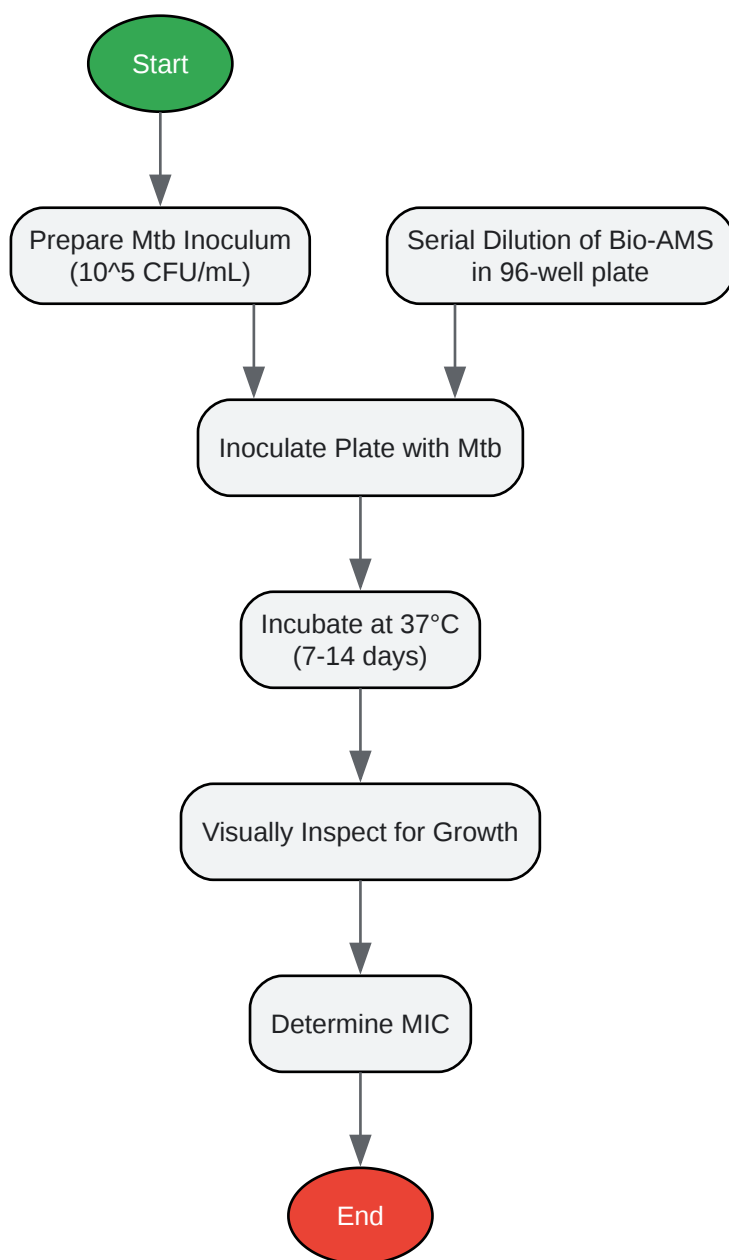 Start
Prepare Mtb Inoculum
(10^5 CFU/mL)
Serial Dilution of Bio-AMS
in 96-well plate
Inoculate Plate with Mtb
Incubate at 37°C
(7-14 days)
Visually Inspect for Growth
Determine MIC
End